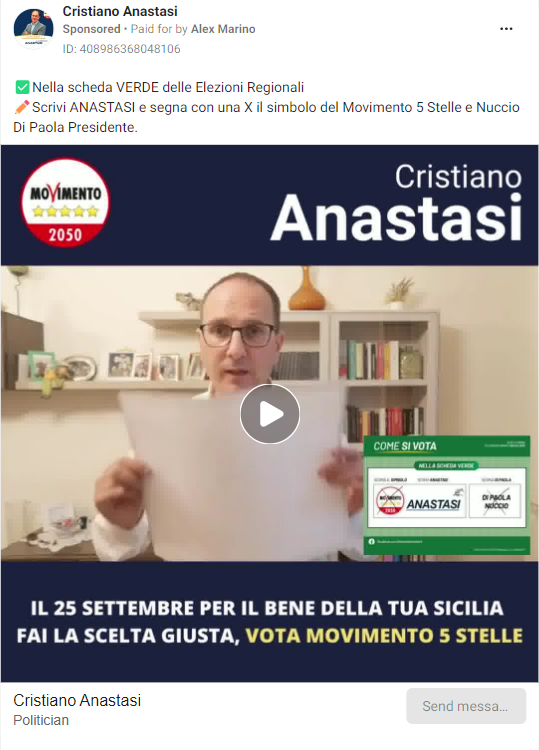 Cristiano Anastasi
Sponsored • Paid for by Alex Marino
ID: 408986368048106
✅Nella scheda VERDE delle Elezioni Regionali
✏️Scrivi ANASTASI e segna con una X il simbolo del Movimento 5 Stelle e Nuccio
Di Paola Presidente.
MOVIMENTO
2050
Cristiano
Anastasi
COME SI VOTA
NELLA SCHEDA VERDE
MOVIMENTO
2050
ANASTASI
DI PAOLA
NUCCIO
IL 25 SETTEMBRE PER IL BENE DELLA TUA SICILIA
FAI LA SCELTA GIUSTA, VOTA MOVIMENTO 5 STELLE
Cristiano Anastasi
Politician
Send messa...